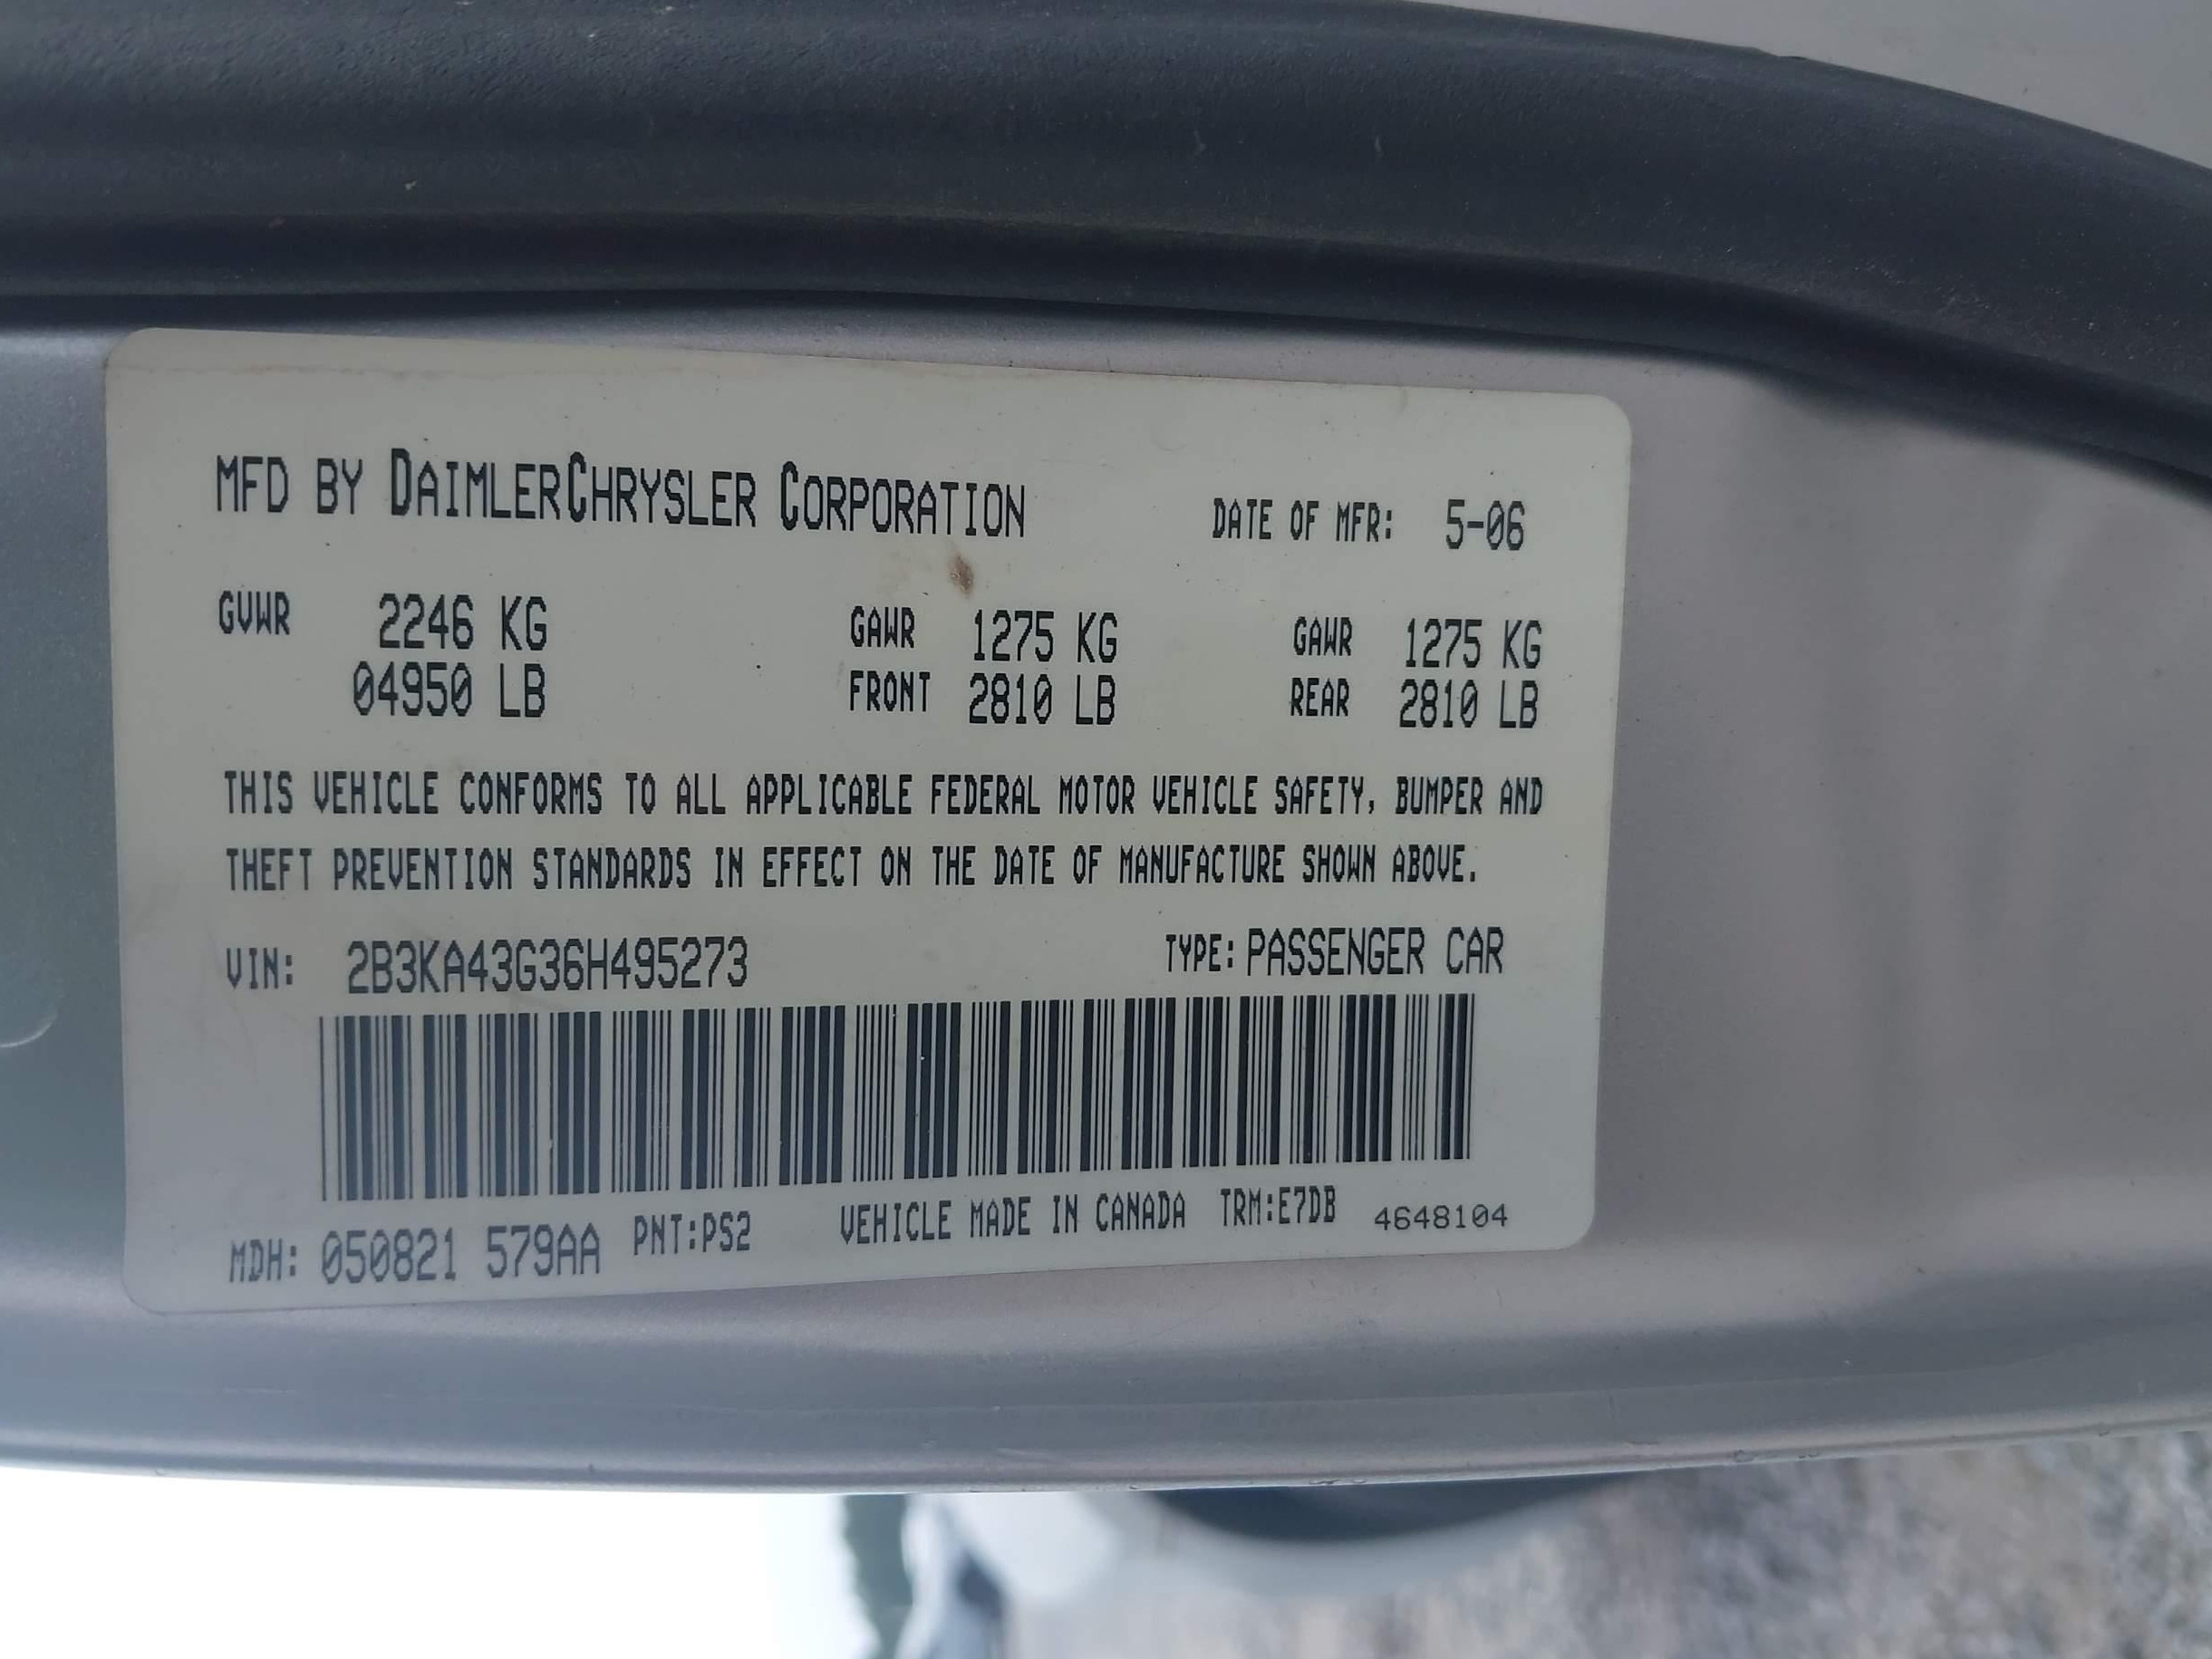 MFD BY DAIMLERCHRYSLER CORPORATION DATE OF MFR: 5-06
GVWR 2246 KG GAWR 1275 KG GAWR 1275 KG
04950 LB FRONT 2810 LB REAR 2810 LB
THIS VEHICLE CONFORMS TO ALL APPLICABLE FEDERAL MOTOR VEHICLE SAFETY, BUMPER AND
THEFT PREVENTION STANDARDS IN EFFECT ON THE DATE OF MANUFACTURE SHOWN ABOVE.
VIN: 2B3KA43G36H495273 TYPE: PASSENGER CAR
MDH: 050821 579AA PNT:PS2 VEHICLE MADE IN CANADA TRM:E7DB 4648104